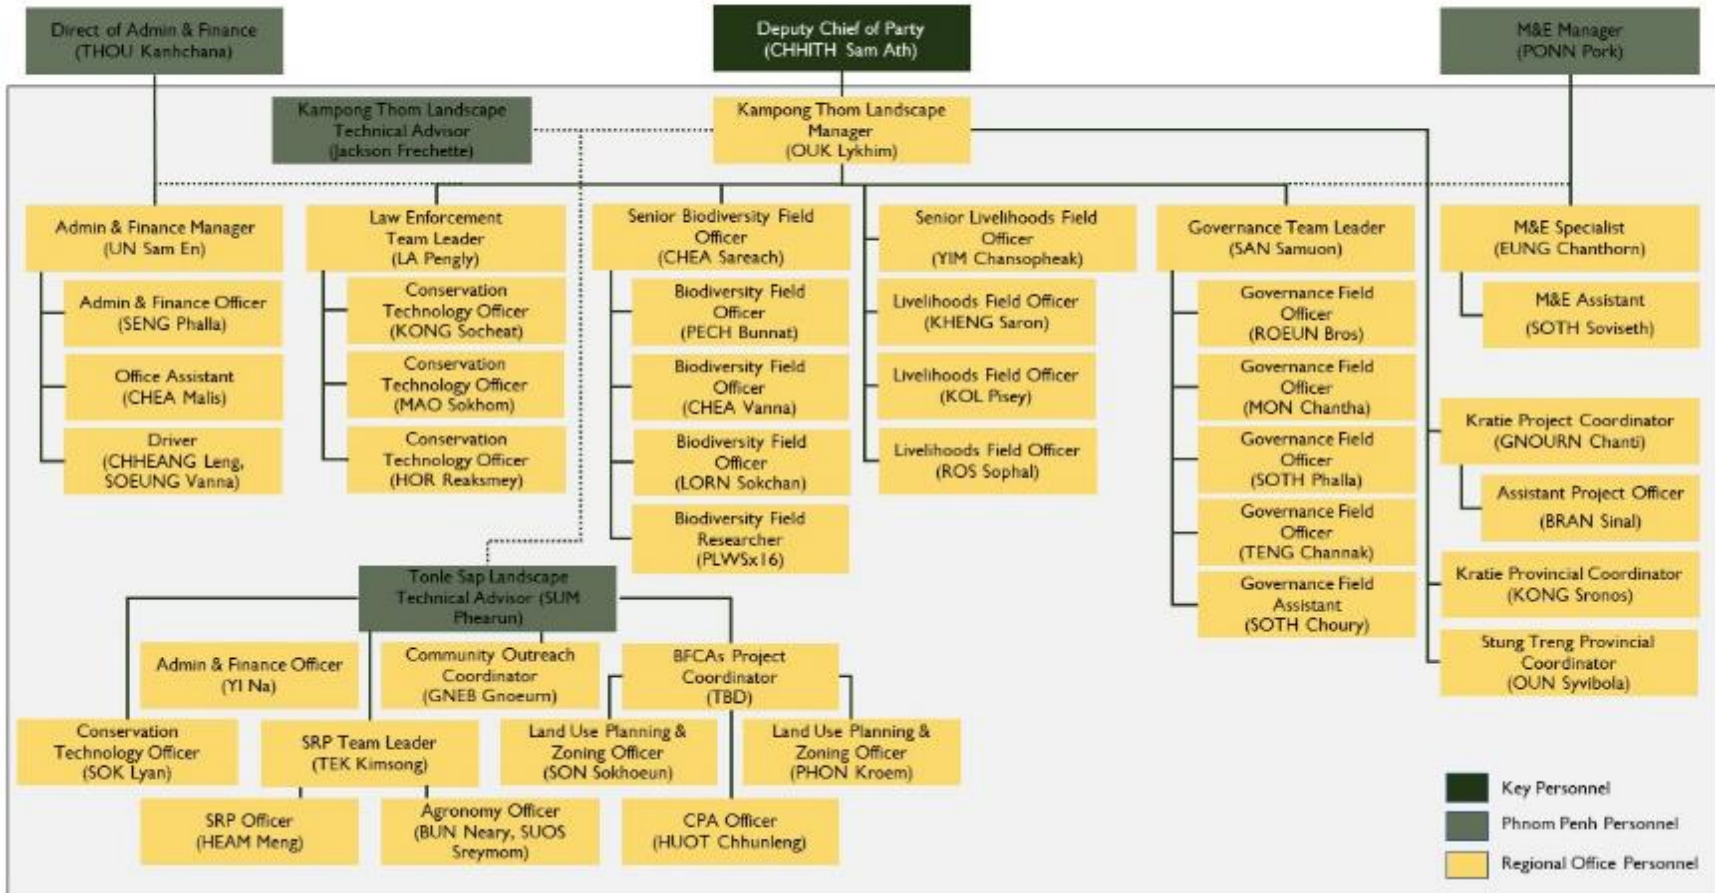 Direct of Admin & Finance
(THOU Kanhchana)
Deputy Chief of Party
(CHHITH Sam Ath)
M&E Manager
(PONN Pork)
Kampong Thom Landscape
Technical Advisor
(Jackson Frechette)
Kampong Thom Landscape
Manager
(OUK Lykhim)
Admin & Finance Manager
(UN Sam En)
Admin & Finance Officer
(SENG Phalla)
Office Assistant
(CHEA Malis)
Driver
(CHHEANG Leng,
SOEUNG Vanna)
Law Enforcement
Team Leader
(LA Pengly)
Conservation
Technology Officer
(KONG Socheat)
Conservation
Technology Officer
(MAO Sokhom)
Conservation
Technology Officer
(HOR Reaksmey)
Senior Biodiversity Field
Officer
(CHEA Sareach)
Biodiversity Field
Officer
(PECH Bunnat)
Biodiversity Field
Officer
(CHEA Vanna)
Biodiversity Field
Officer
(LORN Sokchan)
Biodiversity Field
Researcher
(PLWSx16)
Senior Livelihoods Field
Officer
(YIM Chansopheak)
Livelihoods Field Officer
(KHENG Saron)
Livelihoods Field Officer
(KOL Pisey)
Livelihoods Field Officer
(ROS Sophal)
Governance Team Leader
(SAN Samuon)
Governance Field
Officer
(ROEUN Bros)
Governance Field
Officer
(MON Chantha)
Governance Field
Officer
(SOTH Phalla)
Governance Field
Officer
(TENG Channak)
Governance Field
Assistant
(SOTH Choury)
M&E Specialist
(EUNG Chanthorn)
M&E Assistant
(SOTH Soviseth)
Kratie Project Coordinator
(GNOURN Chanti)
Assistant Project Officer
(BRAN Sinal)
Kratie Provincial Coordinator
(KONG Sronos)
Stung Treng Provincial
Coordinator
(OUN Syvibola)
Tonle Sap Landscape
Technical Advisor (SUM
Phearun)
Admin & Finance Officer
(YI Na)
Community Outreach
Coordinator
(GNEB Gnoeurn)
BFCAs Project
Coordinator
(TBD)
Conservation
Technology Officer
(SOK Lyan)
SRP Team Leader
(TEK Kimsong)
Land Use Planning &
Zoning Officer
(SON Sokhoeun)
Land Use Planning &
Zoning Officer
(PHON Kroem)
SRP Officer
(HEAM Meng)
Agronomy Officer
(BUN Neary, SUOS
Sreymom)
CPA Officer
(HUOT Chhunleng)
Key Personnel
Phnom Penh Personnel
Regional Office Personnel